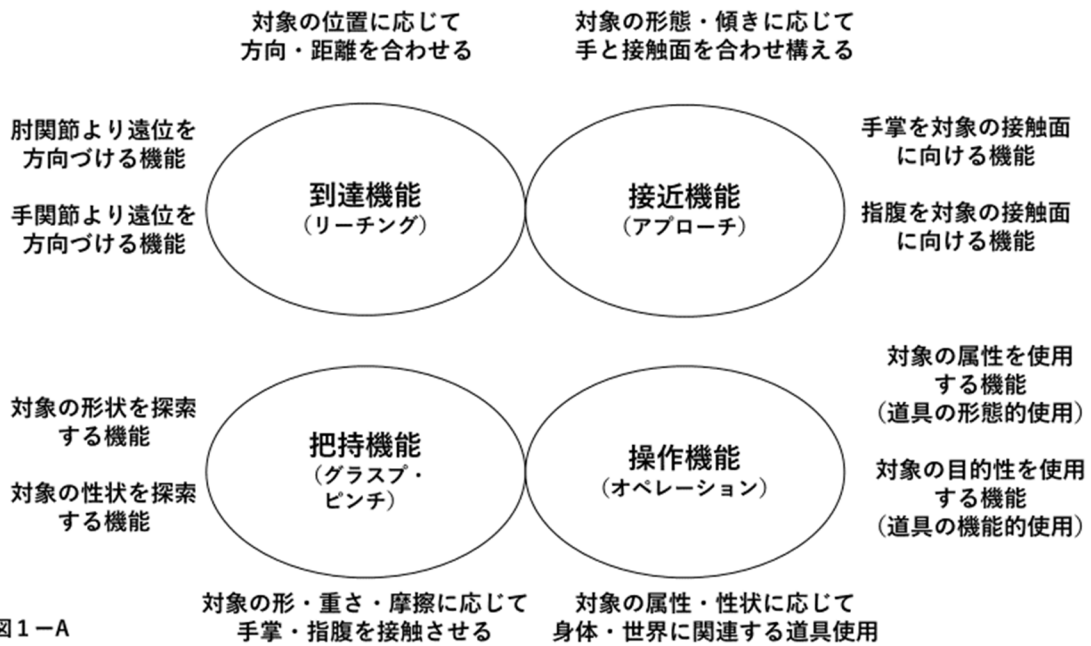 対象の位置に応じて
方向・距離を合わせる
対象の形態・傾きに応じて
手と接触面を合わせ構える
肘関節より遠位を
方向づける機能
手関節より遠位を
方向づける機能
到達機能
（リーチング）
接近機能
（アプローチ）
手掌を対象の接触面
に向ける機能
指腹を対象の接触面
に向ける機能
対象の形状を探索
する機能
対象の性状を探索
する機能
把持機能
（グラスプ・
ピンチ）
操作機能
（オペレーション）
対象の属性を使用
する機能
（道具の形態的使用）
対象の目的性を使用
する機能
（道具の機能的使用）
対象の形・重さ・摩擦に応じて
手掌・指腹を接触させる
対象の属性・性状に応じて
身体・世界に関連する道具使用
図1ーA